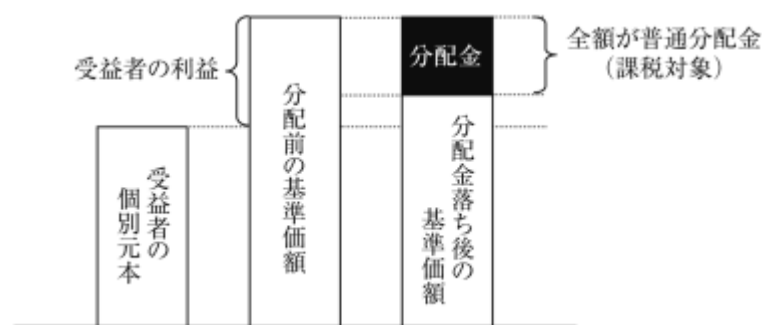 受益者の利益
分配金
全額が普通分配金
（課税対象）
受益者の
個別元本
分配前の基準価額
分配金落ち後の
基準価額